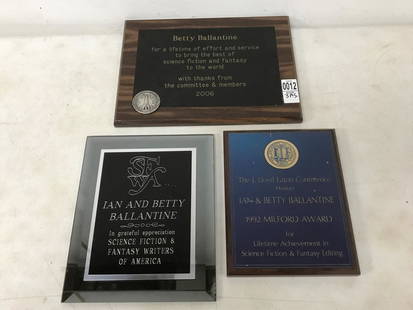 Betty Ballantine
for a lifetime of effort and service
to bring the best of
science fiction and fantasy
to the world
with thanks from
the committee & members
2006
0012
SFWA
IAN AND BETTY
BALLANTINE
In grateful appreciation
SCIENCE FICTION &
FANTASY WRITERS
OF AMERICA
The J. Lloyd Eaton Conference
IAN & BETTY BALLANTINE
1992 MILFORD AWARD
for
Lifetime Achievement in
Science Fiction & Fantasy Editing